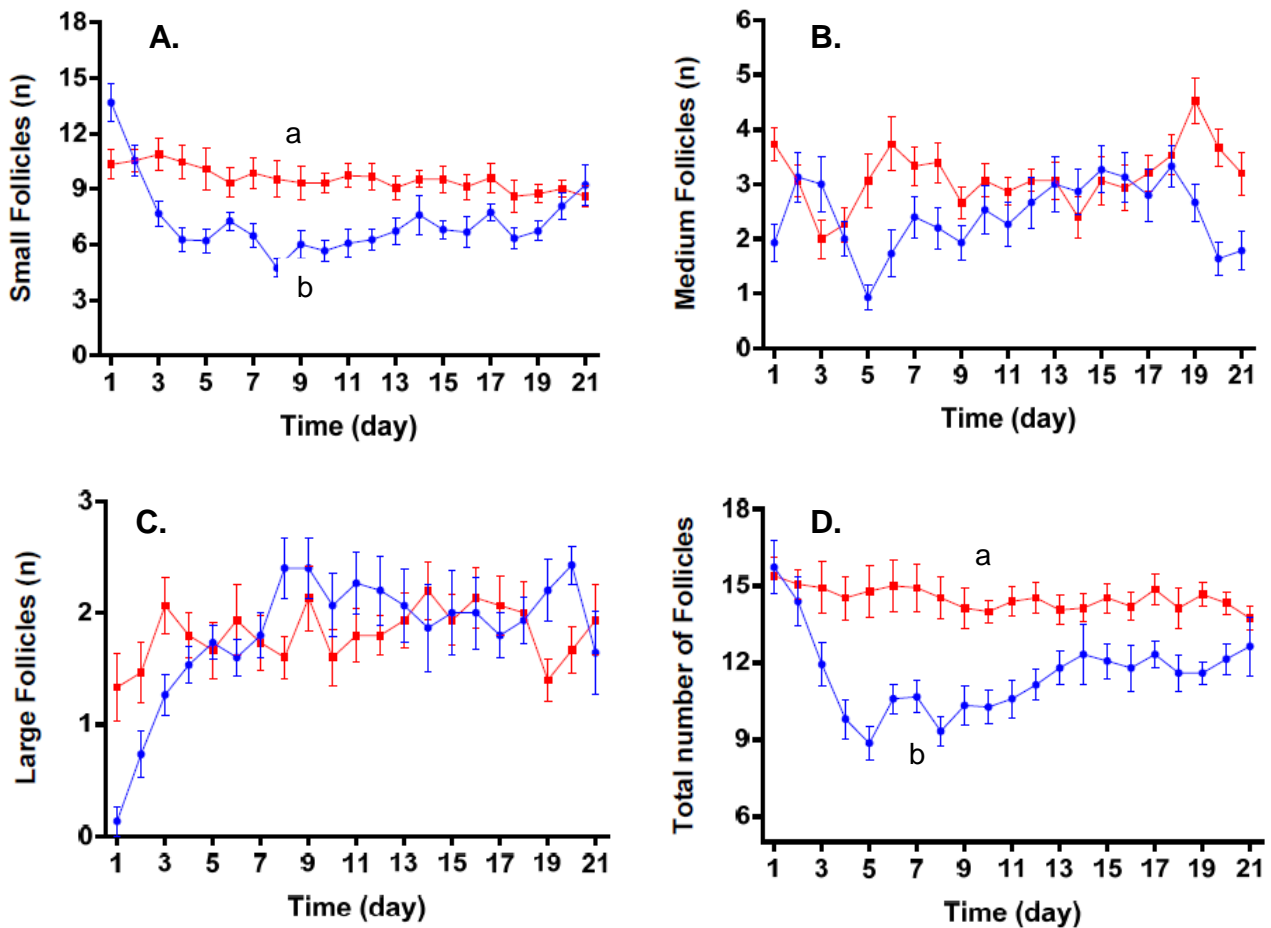 A.
Small Follicles (n)
18
15
12
9
6
3
0
a
b
1 3 5 7 9 11 13 15 17 19 21
Time (day)
B.
Medium Follicles (n)
6
5
4
3
2
1
0
1 3 5 7 9 11 13 15 17 19 21
Time (day)
C.
Large Follicles (n)
3
2
1
0
1 3 5 7 9 11 13 15 17 19 21
Time (day)
D.
Total number of Follicles
18
15
12
9
6
a
b
1 3 5 7 9 11 13 15 17 19 21
Time (day)